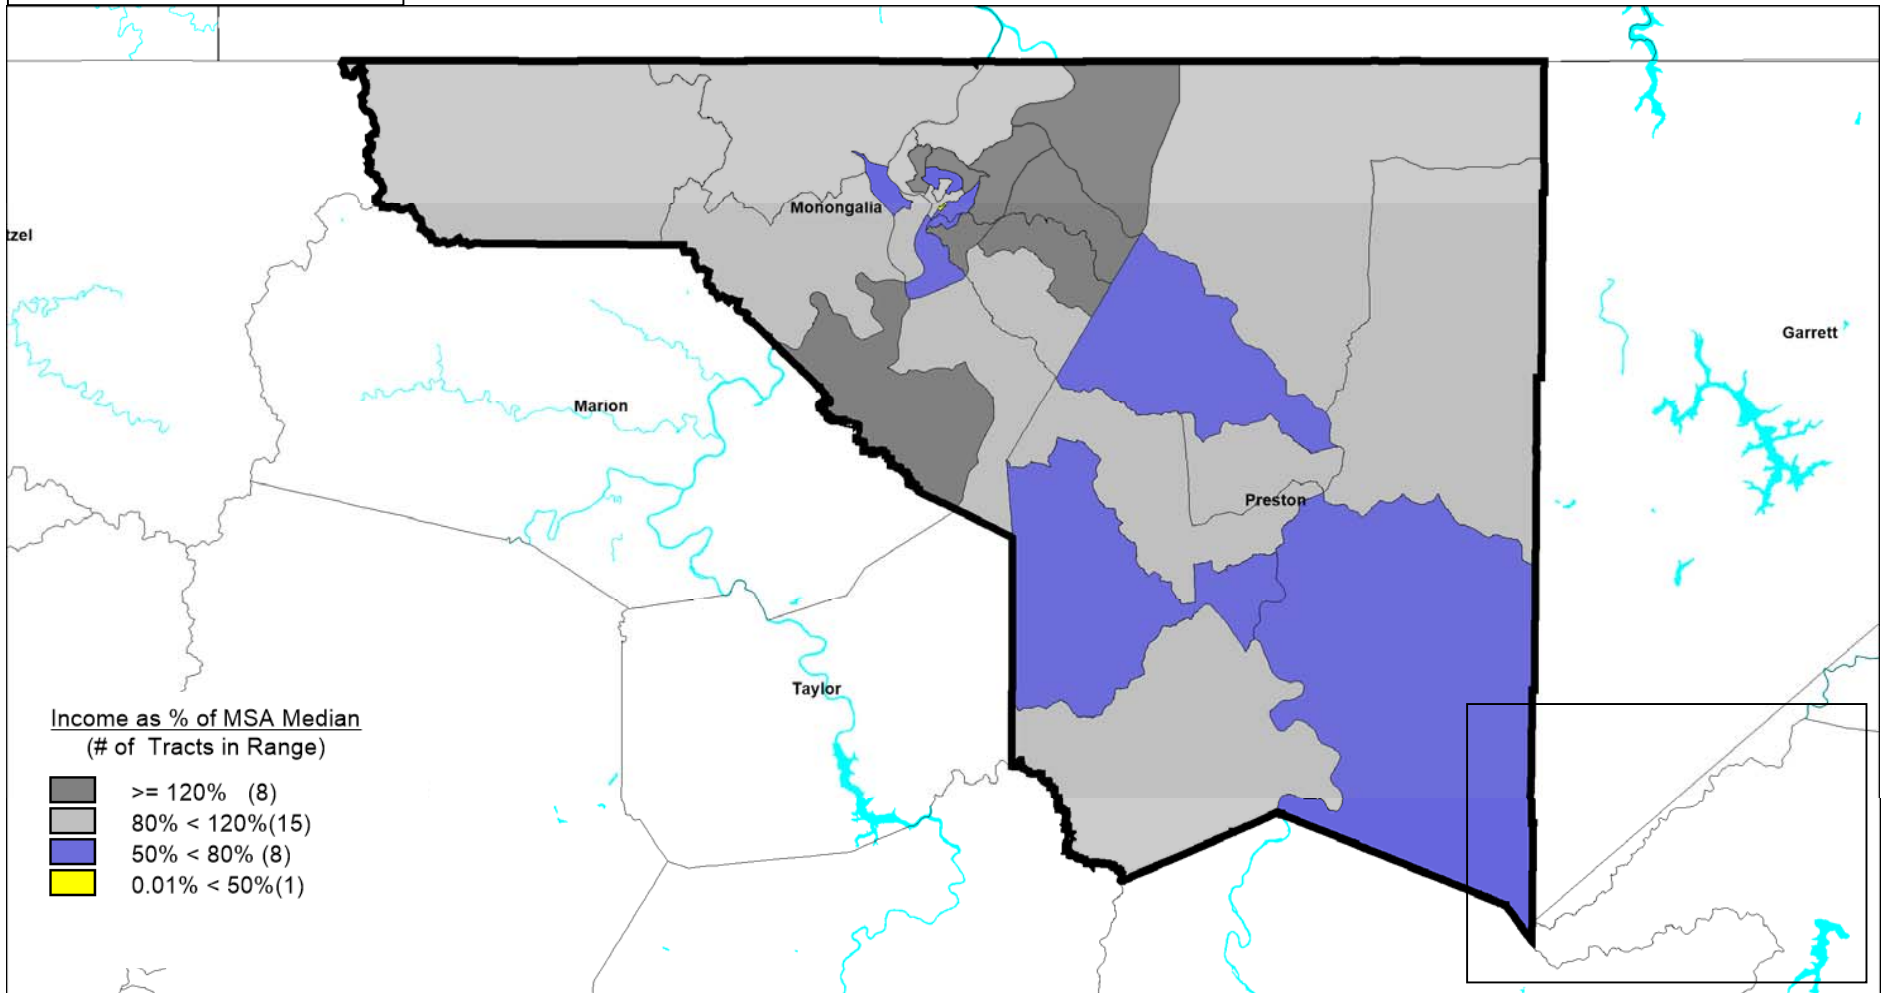 Monongalia
tzel
Garrett
Marion
Preston
Taylor
Income as % of MSA Median
(# of Tracts in Range)
>= 120% (8)
80% < 120%(15)
50% < 80% (8)
0.01% < 50%(1)